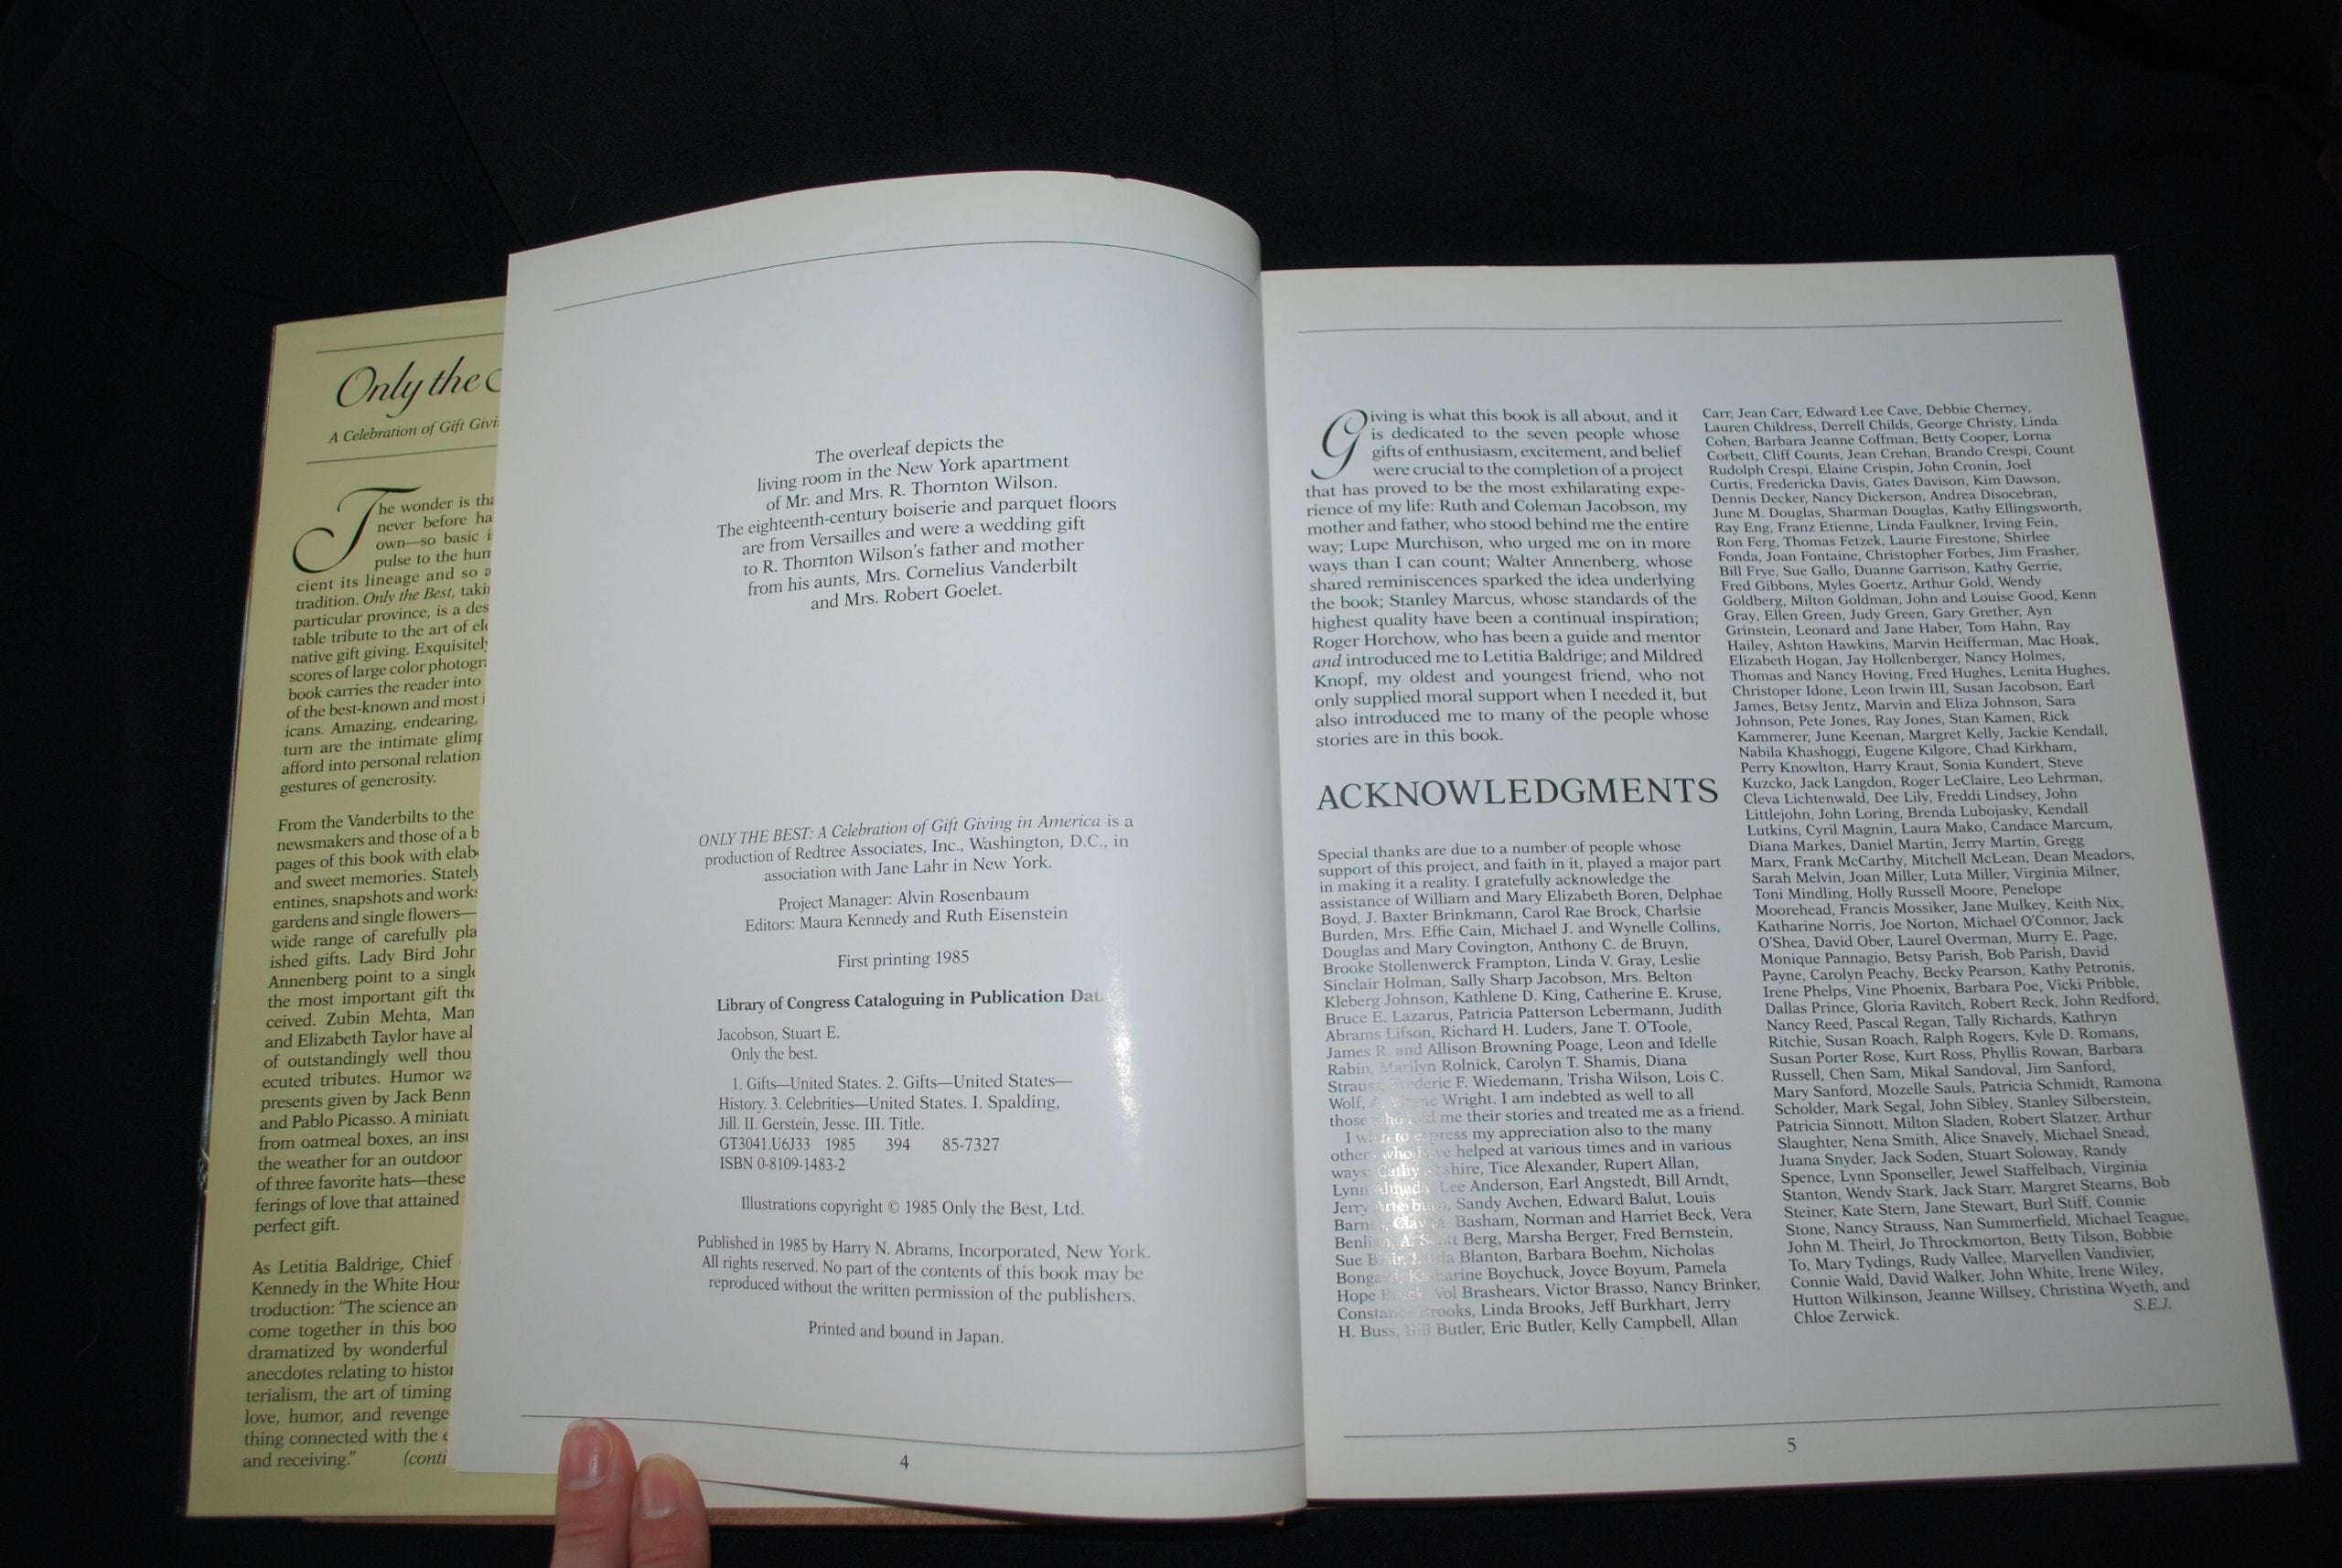 Only the
A Celebration of Gift
The wonder is
never before
own—so basic
pulse to the
cient its lineage and so
tradition. Only the Best,
particular province, is a
table tribute to the art of
native gift giving.
scores of large color
book carries the reader into
of the best-known and most
icans. Amazing, endearing,
turn are the intimate
afford into personal
gestures of generosity.
From the Vanderbilts to the
newsmakers and those of a
pages of this book with
and sweet memories.
entines, snapshots and
gardens and single flowers—
wide range of carefully
ished gifts. Lady Bird
Annenberg point to a
the most important gift
ceived. Zubin Mehta,
and Elizabeth Taylor have
of outstandingly well
ecuted tributes. Humor
presents given by Jack
and Pablo Picasso. A
from oatmeal boxes, an
the weather for an outdoor
of three favorite hats—these
ferings of love that attained
perfect gift.
As Letitia Baldrige, Chief
Kennedy in the White
troduction: “The science
come together in this
dramatized by wonderful
anecdotes relating to
terialism, the art of timing
love, humor, and revenge
thing connected with the
and receiving.”
The overleaf depicts the
living room in the New York apartment
of Mr. and Mrs. R. Thornton Wilson.
The eighteenth-century boiserie and parquet floors
are from Versailles and were a wedding gift
to R. Thornton Wilson’s father and mother
from his aunts, Mrs. Cornelius Vanderbilt
and Mrs. Robert Goelet.
ONLY THE BEST: A Celebration of Gift Giving in America is a
production of Redtree Associates, Inc., Washington, D.C., in
association with Jane Lahr in New York.
Project Manager: Alvin Rosenbaum
Editors: Maura Kennedy and Ruth Eisenstein
First printing 1985
Library of Congress Cataloguing in Publication
Jacobson, Stuart E.
Only the best.
1. Gifts—United States. 2. Gifts—United States—
History. 3. Celebrities—United States. I. Spalding,
Jill. II. Gerstein, Jesse. III. Title.
GT3041.U6J33 1985 394 85-7327
ISBN 0-8109-1483-2
Illustrations copyright © 1985 Only the Best, Ltd.
Published in 1985 by Harry N. Abrams, Incorporated, New York.
All rights reserved. No part of the contents of this book may be
reproduced without the written permission of the publishers.
Printed and bound in Japan.
4
Giving is what this book is all about, and it
is dedicated to the seven people whose
gifts of enthusiasm, excitement, and belief
were crucial to the completion of a project
that has proved to be the most exhilarating expe-
rience of my life: Ruth and Coleman Jacobson, my
mother and father, who stood behind me the entire
way; Lupe Murchison, who urged me on in more
ways than I can count; Walter Annenberg, whose
shared reminiscences sparked the idea underlying
the book; Stanley Marcus, whose standards of the
highest quality have been a continual inspiration;
Roger Horchow, who has been a guide and mentor
and introduced me to Letitia Baldrige; and Mildred
Knopf, my oldest and youngest friend, who not
only supplied moral support when I needed it, but
also introduced me to many of the people whose
stories are in this book.
ACKNOWLEDGMENTS
Special thanks are due to a number of people whose
support of this project, and faith in it, played a major part
in making it a reality. I gratefully acknowledge the
assistance of William and Mary Elizabeth Boren, Delphae
Boyd, J. Baxter Brinkmann, Carol Rae Brock, Charlsie
Burden, Mrs. Effie Cain, Michael J. and Wynelle Collins,
Douglas and Mary Covington, Anthony C. de Bruyn,
Brooke Stollenwerck Frampton, Linda V. Gray, Leslie
Sinclair Holman, Sally Sharp Jacobson, Mrs. Belton
Kleberg Johnson, Kathlene D. King, Catherine E. Kruse,
Bruce E. Lazarus, Patricia Patterson Lebermann, Judith
Abrams Lifson, Richard H. Luders, Jane T. O’Toole,
James R. and Allison Browning Poage, Leon and Idelle
Rabin, Marilyn Rolnick, Carolyn T. Shamis, Diana
Frederic F. Wiedemann, Trisha Wilson, Lois C.
Wolf, Wright. I am indebted as well to all
those me their stories and treated me as a friend.
I wish to express my appreciation also to the many
others who have helped at various times and in various
ways: Cathy Tice Alexander, Rupert Allan,
Lynn Lee Anderson, Earl Angstedt, Bill Arndt,
Jerry Sandy Avchen, Edward Balut, Louis
Basham, Norman and Harriet Beck, Vera
Berg, Marsha Berger, Fred Bernstein,
Sue Blanton, Barbara Boehm, Nicholas
Boychuck, Joyce Boyum, Pamela
Hope Brashears, Victor Brasso, Nancy Brinker,
Constance Brooks, Linda Brooks, Jeff Burkhart, Jerry
H. Buss, Bill Butler, Eric Butler, Kelly Campbell, Allan
Carr, Jean Carr, Edward Lee Cave, Debbie Cherney,
Lauren Childress, Derrell Childs, George Christy, Linda
Cohen, Barbara Jeanne Coffman, Betty Cooper, Lorna
Corbett, Cliff Counts, Jean Crehan, Brando Crespi, Count
Rudolph Crespi, Elaine Crispin, John Cronin, Joel
Curtis, Fredericka Davis, Gates Davison, Kim Dawson,
Dennis Decker, Nancy Dickerson, Andrea Disocebran,
June M. Douglas, Sharman Douglas, Kathy Ellingsworth,
Ray Eng, Franz Etienne, Linda Faulkner, Irving Fein,
Ron Ferg, Thomas Fetzek, Laurie Firestone, Shirlee
Fonda, Joan Fontaine, Christopher Forbes, Jim Frasher,
Bill Frye, Sue Gallo, Duanne Garrison, Kathy Gerrie,
Fred Gibbons, Myles Goertz, Arthur Gold, Wendy
Goldberg, Milton Goldman, John and Louise Good, Kenn
Gray, Ellen Green, Judy Green, Gary Grether, Ayn
Grinstein, Leonard and Jane Haber, Tom Hahn, Ray
Hailey, Ashton Hawkins, Marvin Heifferman, Mac Hoak,
Elizabeth Hogan, Jay Hollenberger, Nancy Holmes,
Thomas and Nancy Hoving, Fred Hughes, Lenita Hughes,
Christoper Idone, Leon Irwin III, Susan Jacobson, Earl
James, Betsy Jentz, Marvin and Eliza Johnson, Sara
Johnson, Pete Jones, Ray Jones, Stan Kamen, Rick
Kammerer, June Keenan, Margret Kelly, Jackie Kendall,
Nabila Khashoggi, Eugene Kilgore, Chad Kirkham,
Perry Knowlton, Harry Kraut, Sonia Kundert, Steve
Kuzcko, Jack Langdon, Roger LeClaire, Leo Lehrman,
Cleva Lichtenwald, Dee Lily, Freddi Lindsey, John
Littlejohn, John Loring, Brenda Lubojasky, Kendall
Lutkins, Cyril Magnin, Laura Mako, Candace Marcum,
Diana Markes, Daniel Martin, Jerry Martin, Gregg
Marx, Frank McCarthy, Mitchell McLean, Dean Meadors,
Sarah Melvin, Joan Miller, Luta Miller, Virginia Milner,
Toni Mindling, Holly Russell Moore, Penelope
Moorehead, Francis Mossiker, Jane Mulkey, Keith Nix,
Katharine Norris, Joe Norton, Michael O’Connor, Jack
O’Shea, David Ober, Laurel Overman, Murry E. Page,
Monique Pannagio, Betsy Parish, Bob Parish, David
Payne, Carolyn Peachy, Becky Pearson, Kathy Petronis,
Irene Phelps, Vine Phoenix, Barbara Poe, Vicki Pribble,
Dallas Prince, Gloria Ravitch, Robert Reck, John Redford,
Nancy Reed, Pascal Regan, Tally Richards, Kathryn
Ritchie, Susan Roach, Ralph Rogers, Kyle D. Romans,
Susan Porter Rose, Kurt Ross, Phyllis Rowan, Barbara
Russell, Chen Sam, Mikal Sandoval, Jim Sanford,
Mary Sanford, Mozelle Sauls, Patricia Schmidt, Ramona
Scholder, Mark Segal, John Sibley, Stanley Silberstein,
Patricia Sinnott, Milton Sladen, Robert Slatzer, Arthur
Slaughter, Nena Smith, Alice Snavely, Michael Snead,
Juana Snyder, Jack Soden, Stuart Soloway, Randy
Spence, Lynn Sponseller, Jewel Staffelbach, Virginia
Stanton, Wendy Stark, Jack Starr, Margret Stearns, Bob
Steiner, Kate Stern, Jane Stewart, Burl Stiff, Connie
Stone, Nancy Strauss, Nan Summerfield, Michael Teague,
John M. Theirl, Jo Throckmorton, Betty Tilson, Bobbie
To, Mary Tydings, Rudy Vallee, Maryellen Vandivier,
Connie Wald, David Walker, John White, Irene Wiley,
Hutton Wilkinson, Jeanne Willsey, Christina Wyeth, and
Chloe Zerwick.
S.E.J.
5